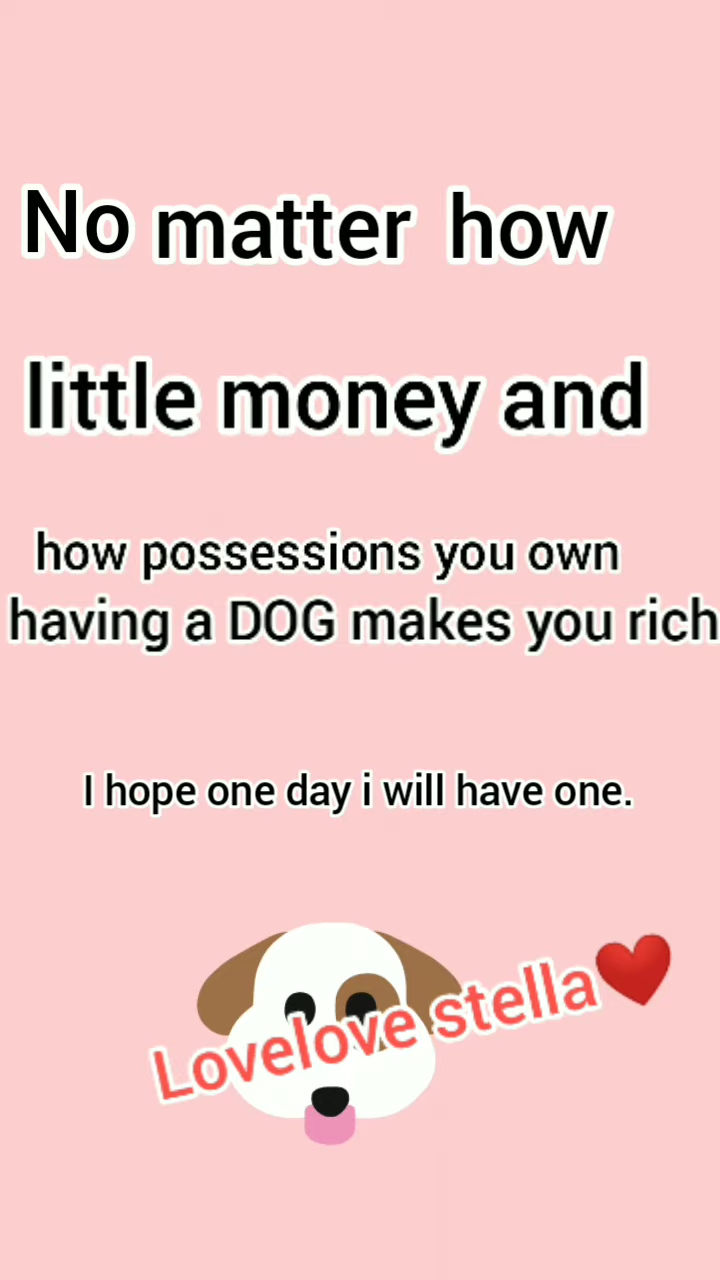 No matter how
little money and
how possessions you own
having a DOG makes you rich
I hope one day i will have one.
Lovelove stella❤️